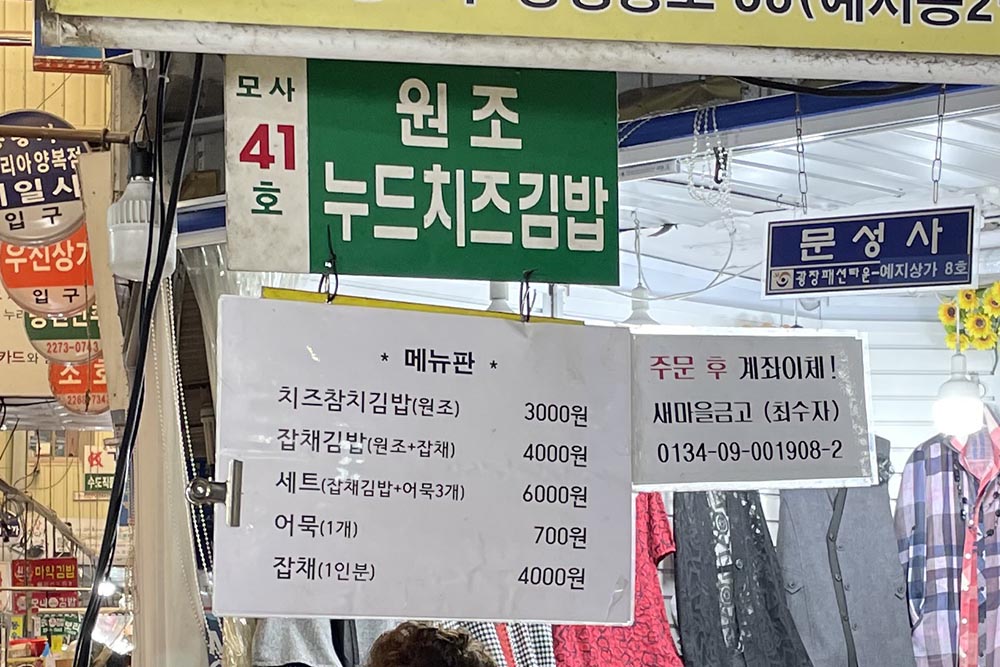 모사
41
호
원조
누드치즈김밥
문성사
광장패션타운-예지상가 8호
* 메뉴판 *
치즈참치김밥(원조) 3000원
잡채김밥(원조+잡채) 4000원
세트(잡채김밥+어묵3개) 6000원
어묵(1개) 700원
잡채(1인분) 4000원
주문 후 계좌이체!
새마을금고 (최수자)
0134-09-001908-2
입구
우진상가
입구
2273-0743
조호
카드와
마약김밥